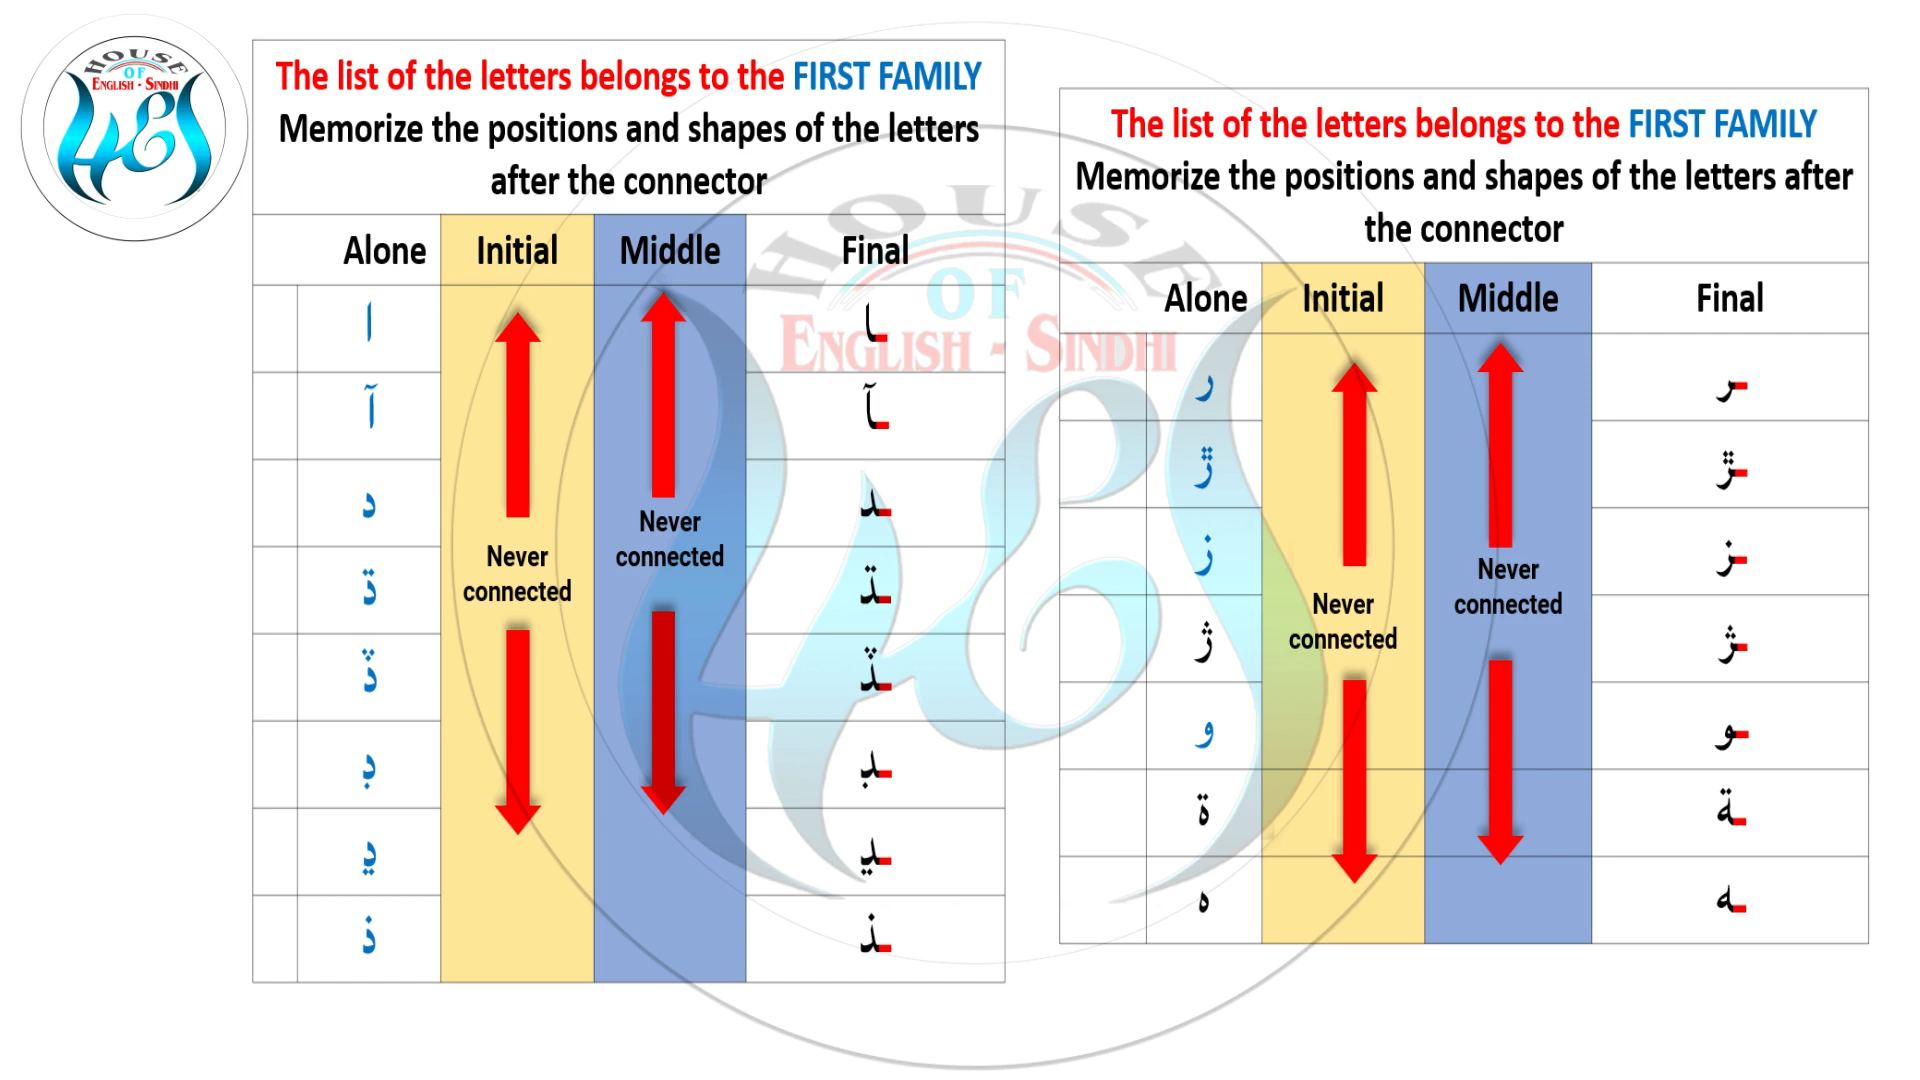 HOUSE
OF
ENGLISH - SINDHI
The list of the letters belongs to the FIRST FAMILY
Memorize the positions and shapes of the letters
after the connector
Alone Initial Middle Final
ا ـا
آ ـآ
د ـد
ڌ ـڌ
ڏ ـڏ
ڊ ـڊ
ڍ ـڍ
ذ ـذ
Never
connected
Never
connected
The list of the letters belongs to the FIRST FAMILY
Memorize the positions and shapes of the letters after
the connector
Alone Initial Middle Final
ر ـر
ڙ ـڙ
ز ـز
ژ ـژ
و ـو
ة ـة
ه ـه
Never
connected
Never
connected
HOUSE
OF
ENGLISH - SINDHI